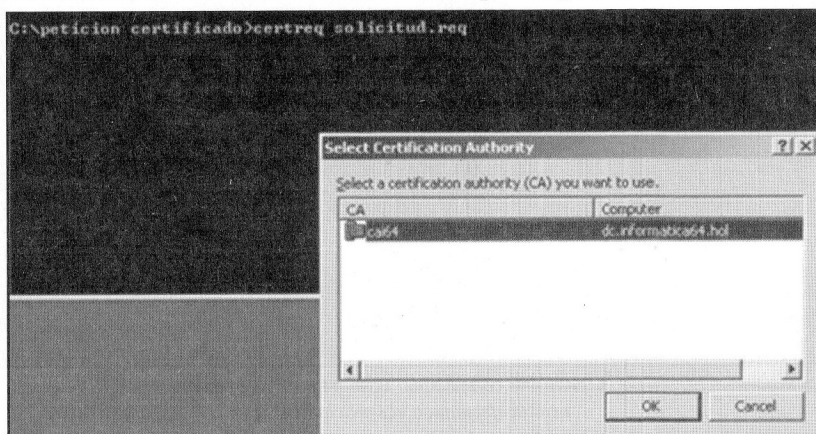 C:\peticion certificado>certreq solicitud.req
Select Certification Authority
Select a certification authority (CA) you want to use.
CA Computer
cai64 dc.informatica64.hol
OK Cancel